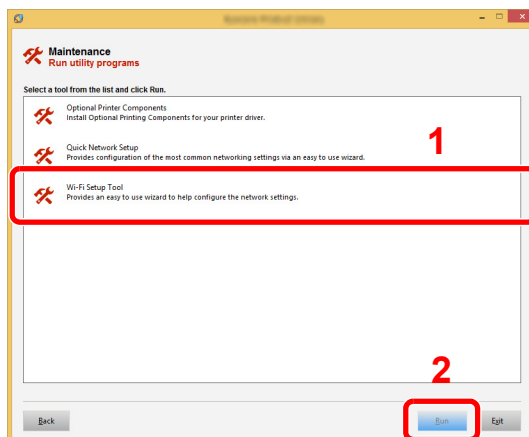 Maintenance
Run utility programs
Select a tool from the list and click Run.
Optional Printer Components
Install Optional Printing Components for your printer driver.
1
Quick Network Setup
Provides configuration of the most common networking settings via an easy to use wizard.
Wi-Fi Setup Tool
Provides an easy to use wizard to help configure the network settings.
2
Back
Run
Exit